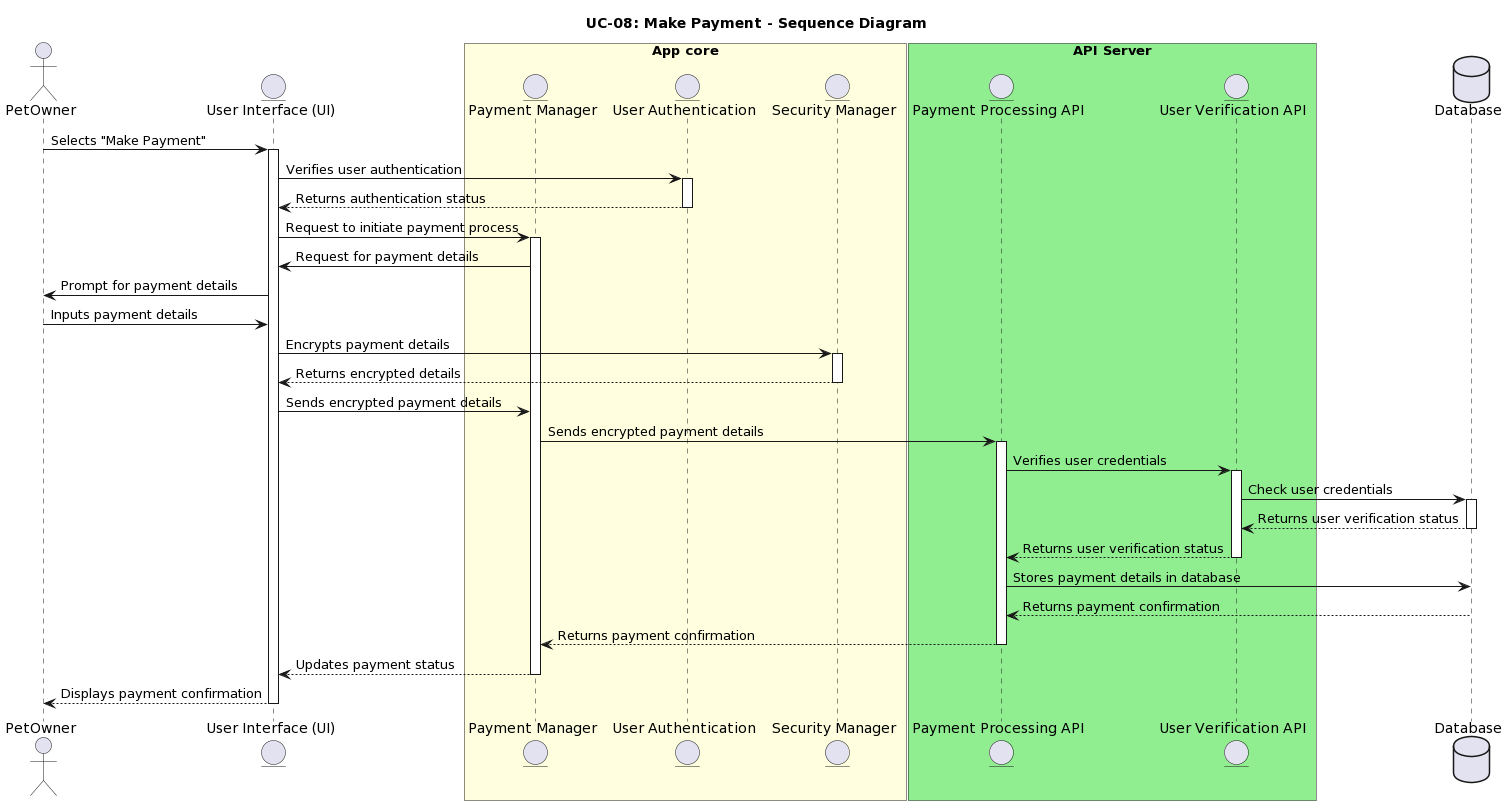 UC-08: Make Payment - Sequence Diagram
App core
API Server
PetOwner
User Interface (UI)
Payment Manager
User Authentication
Security Manager
Payment Processing API
User Verification API
Database
Selects "Make Payment"
Verifies user authentication
Returns authentication status
Request to initiate payment process
Request for payment details
Prompt for payment details
Inputs payment details
Encrypts payment details
Returns encrypted details
Sends encrypted payment details
Sends encrypted payment details
Verifies user credentials
Check user credentials
Returns user verification status
Returns user verification status
Stores payment details in database
Returns payment confirmation
Returns payment confirmation
Updates payment status
Displays payment confirmation
PetOwner
User Interface (UI)
Payment Manager
User Authentication
Security Manager
Payment Processing API
User Verification API
Database